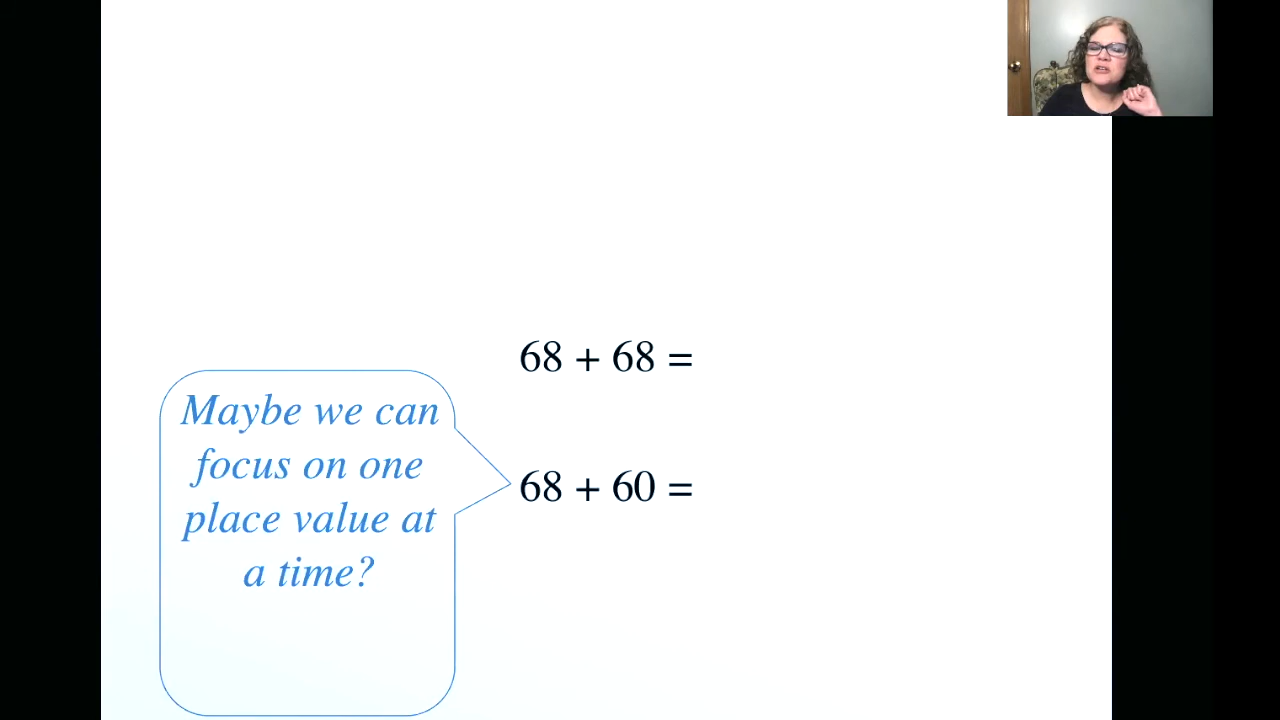 68 + 68 =
Maybe we can
focus on one
place value at
a time?
68 + 60 =